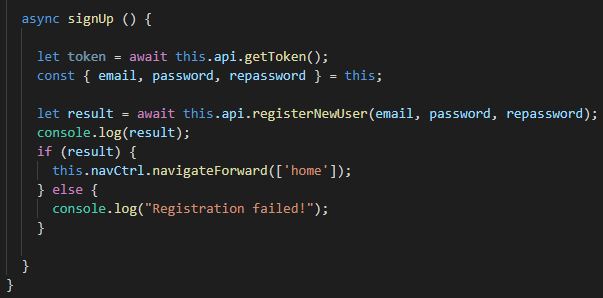 async signUp () {
let token = await this.api.getToken();
const { email, password, repassword } = this;
let result = await this.api.registerNewUser(email, password, repassword);
console.log(result);
if (result) {
this.navCtrl.navigateForward(['home']);
} else {
console.log("Registration failed!");
}
}
}